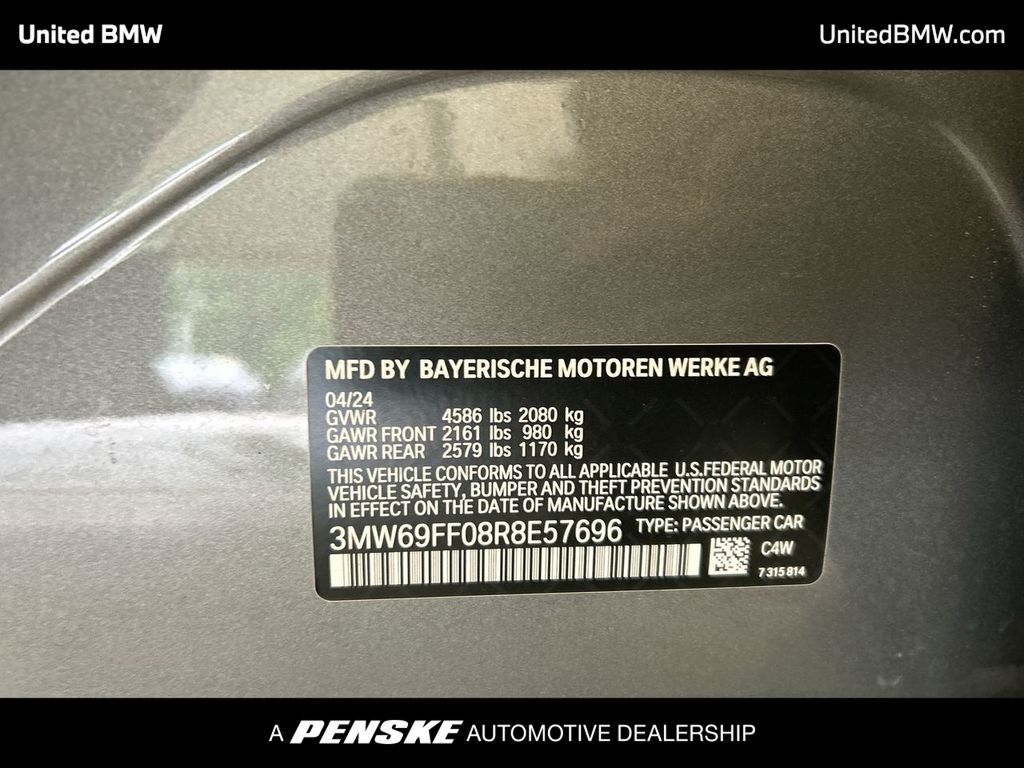 United BMW
UnitedBMW.com
MFD BY BAYERISCHE MOTOREN WERKE AG
04/24
GVWR 4586 lbs 2080 kg
GAWR FRONT 2161 lbs 980 kg
GAWR REAR 2579 lbs 1170 kg
THIS VEHICLE CONFORMS TO ALL APPLICABLE U.S.FEDERAL MOTOR
VEHICLE SAFETY, BUMPER AND THEFT PREVENTION STANDARDS
IN EFFECT ON THE DATE OF MANUFACTURE SHOWN ABOVE.
3MW69FF08R8E57696 TYPE: PASSENGER CAR
C4W
7 315 814
A PENSKE AUTOMOTIVE DEALERSHIP